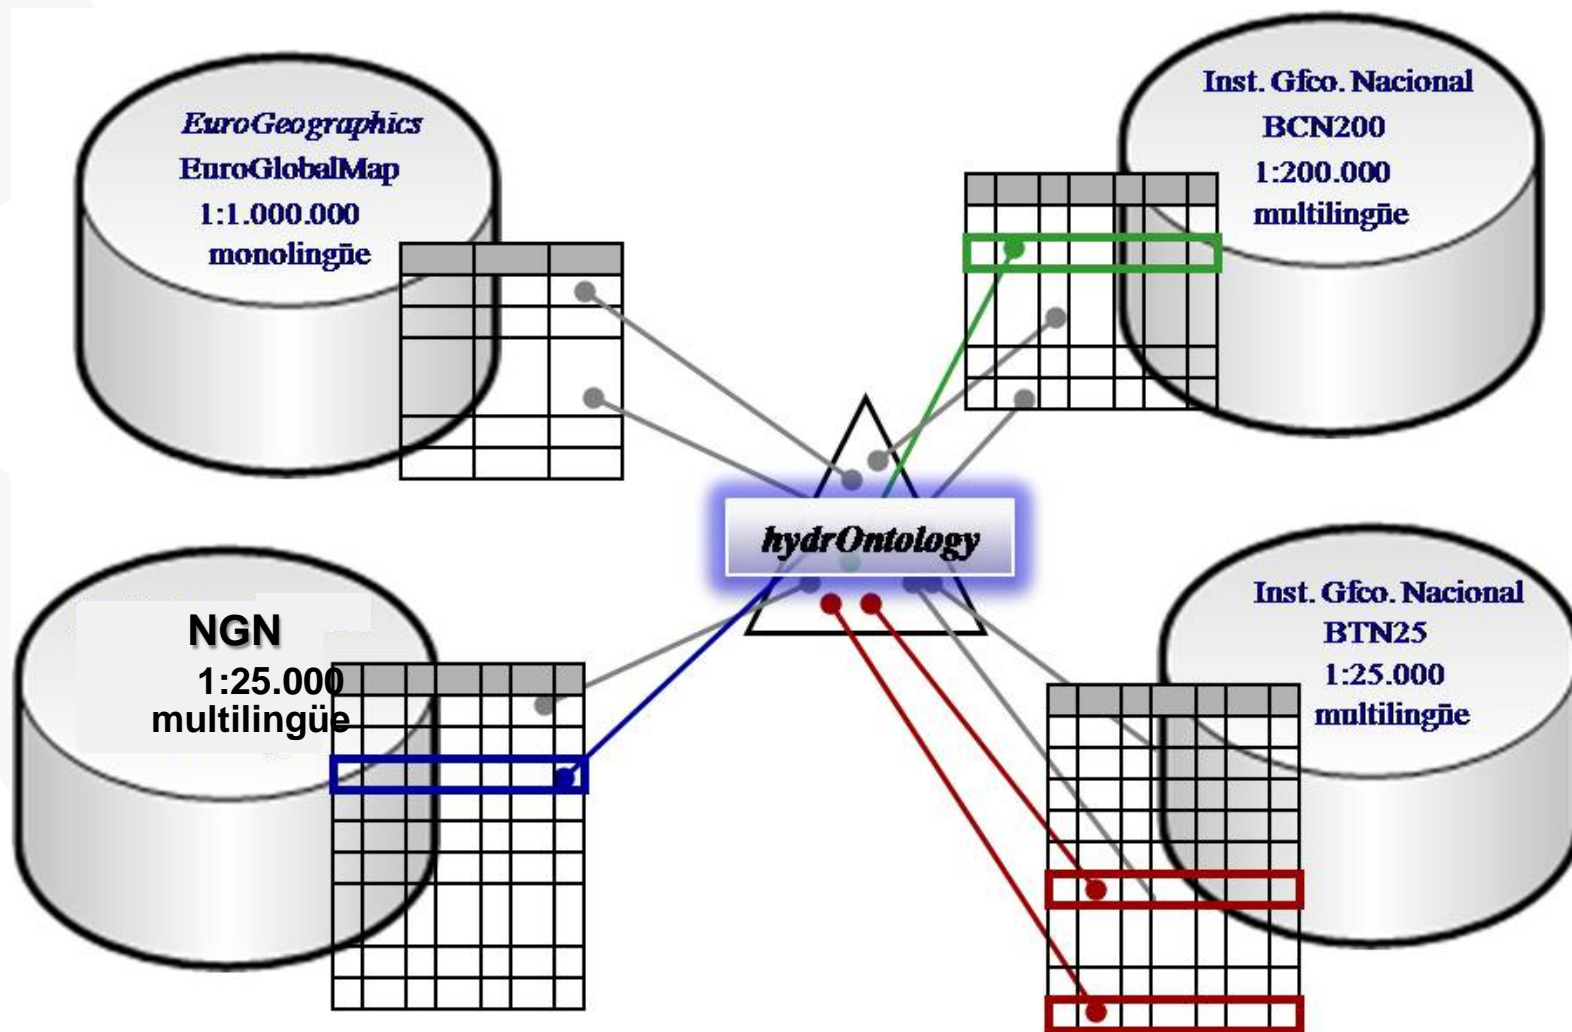 EuroGeographics
EuroGlobalMap
1:1.000.000
monolingüe
Inst. Gfco. Nacional
BCN200
1:200.000
multilingüe
hydrOntology
NGN
1:25.000
multilingüe
Inst. Gfco. Nacional
BTN25
1:25.000
multilingüe